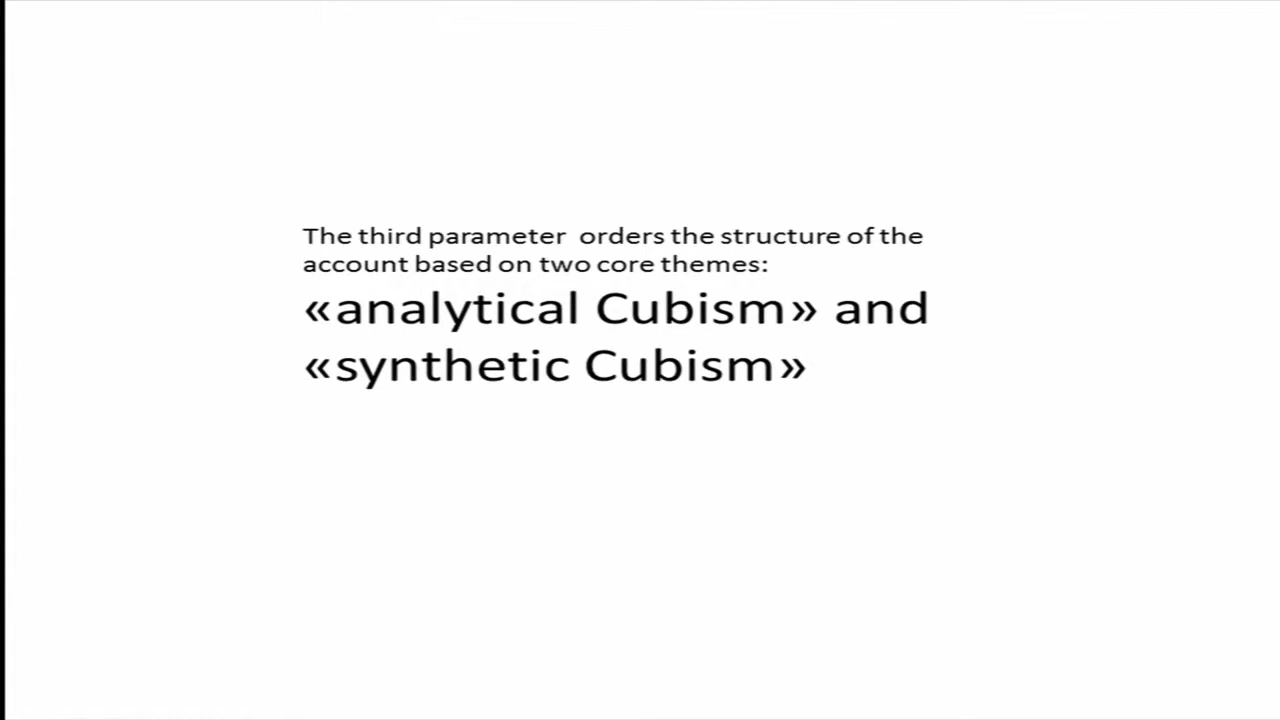 The third parameter  orders the structure of the
account based on two core themes:
«analytical Cubism» and
«synthetic Cubism»